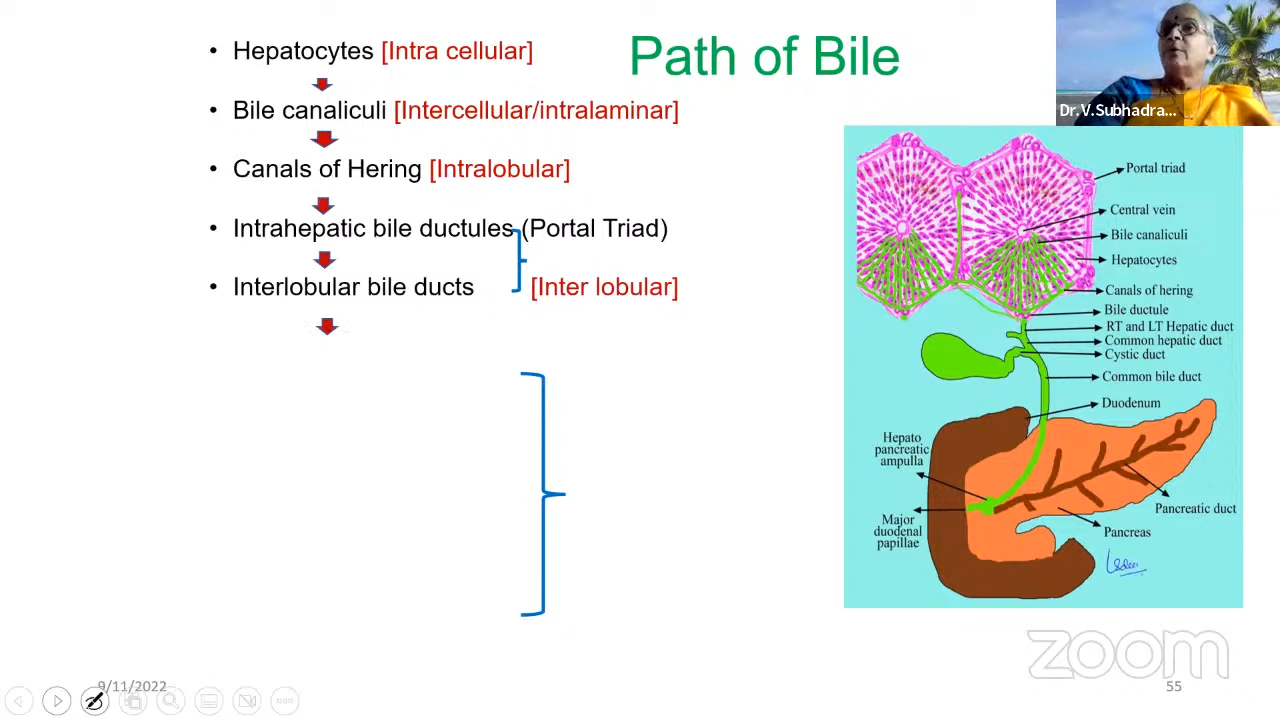 Path of Bile
• Hepatocytes [Intra cellular]
• Bile canaliculi [Intercellular/intralaminar]
• Canals of Hering [Intralobular]
• Intrahepatic bile ductules (Portal Triad)
• Interlobular bile ducts [Inter lobular]
Dr.V.Subhadra...
Portal triad
Central vein
Bile canaliculi
Hepatocytes
Canals of hering
Bile ductule
RT and LT Hepatic duct
Common hepatic duct
Cystic duct
Common bile duct
Duodenum
Hepato
pancreatic
ampulla
Major
duodenal
papillae
Pancreatic duct
Pancreas
zoom
9/11/2022
55